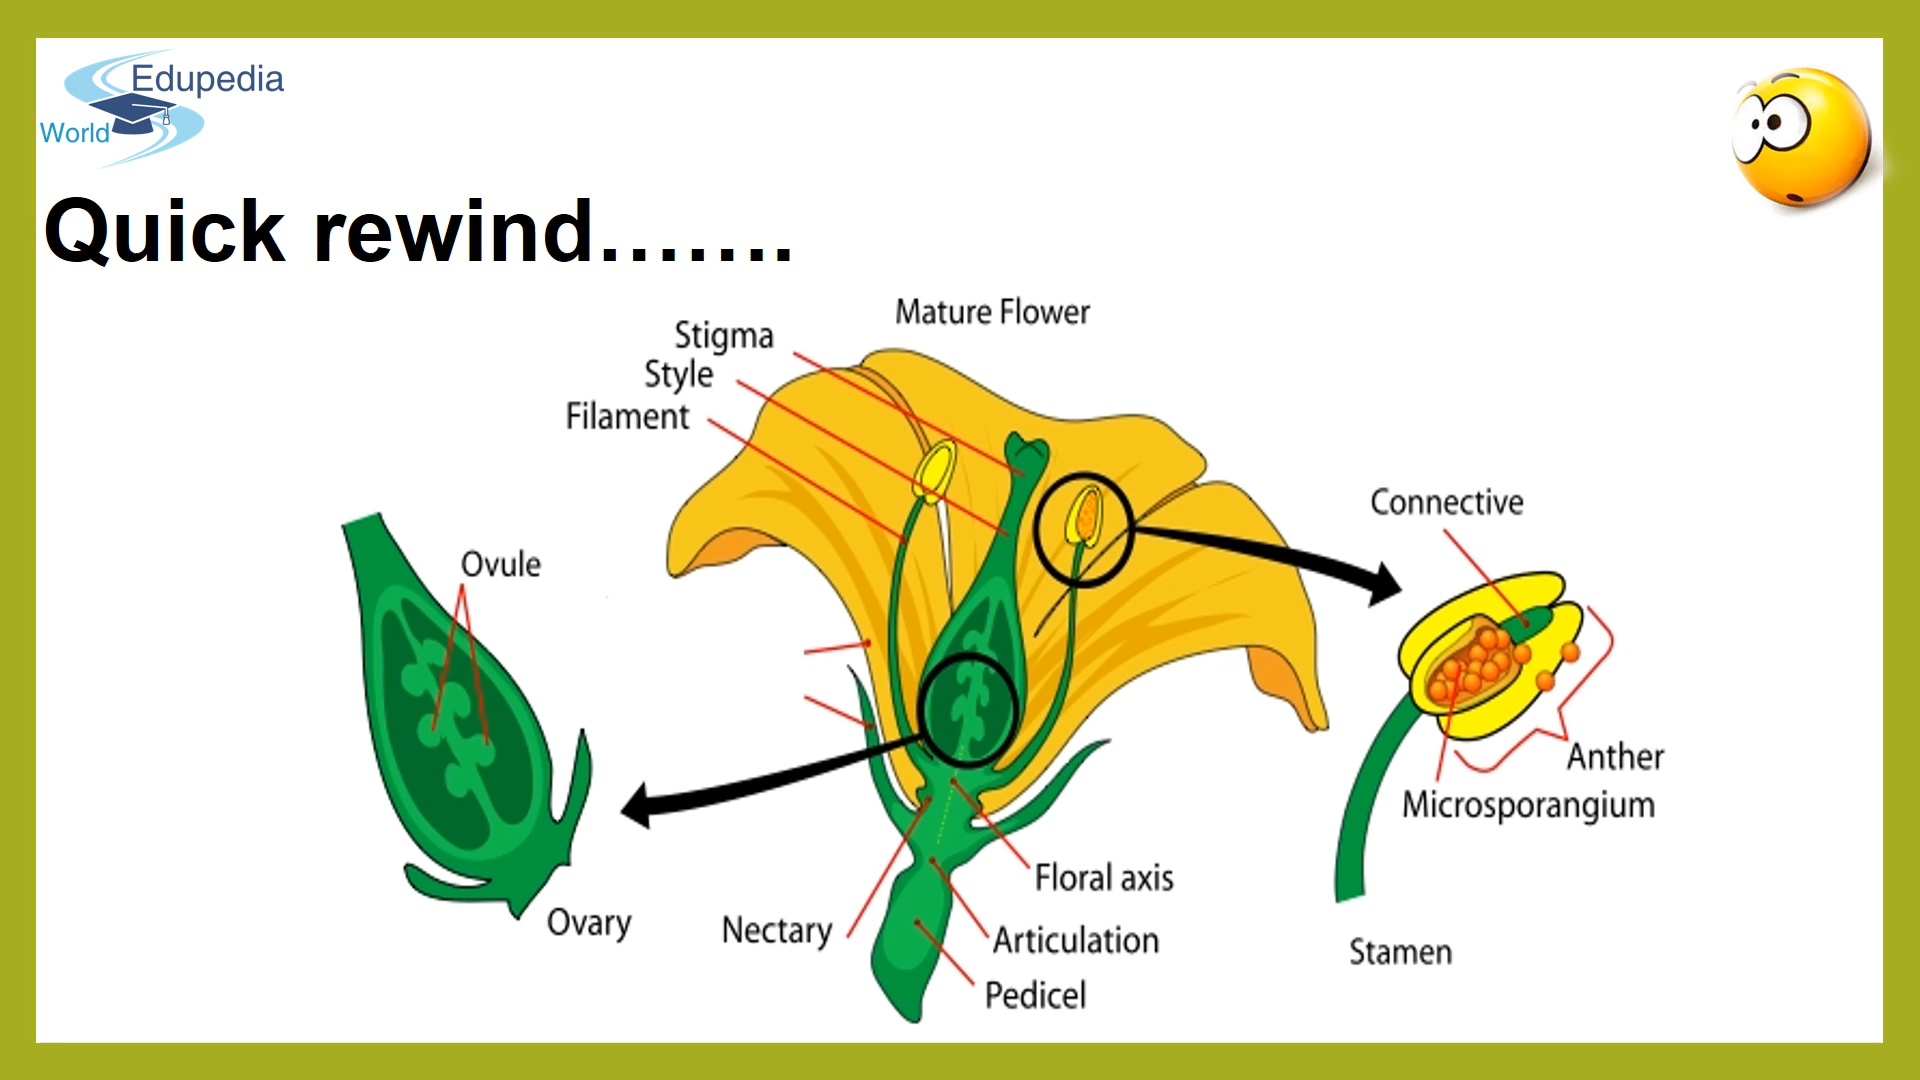 Edupedia
World
Quick rewind.......
Mature Flower
Stigma
Style
Filament
Connective
Ovule
Anther
Microsporangium
Floral axis
Ovary
Nectary
Articulation
Stamen
Pedicel